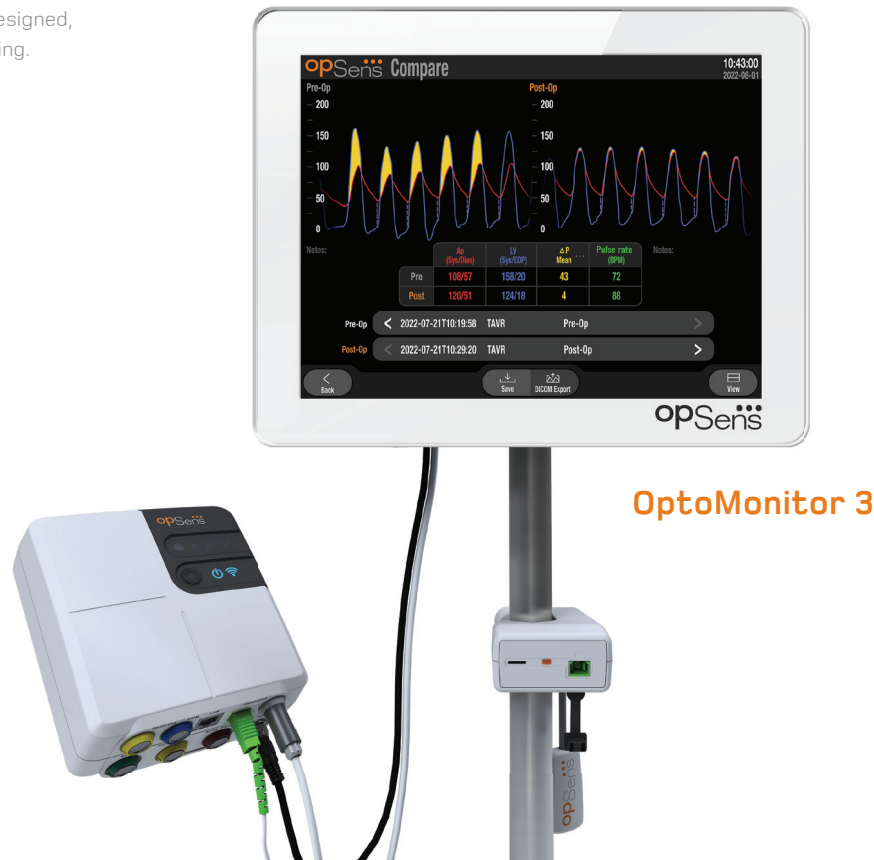 esigned,
ing.
opSens Compare
10:43:00
2022-08-01
Pre-Op
Post-Op
200
150
100
50
0
200
150
100
50
0
Notes:
Ao (Sys/Dias)
LV (Sys/EDP)
Δ P Mean ...
Pulse rate (BPM)
Notes:
Pre 108/57 158/20 43 72
Post 120/51 124/18 4 88
Pre-Op < 2022-07-21T10:19:58 TAVR Pre-Op >
Post-Op < 2022-07-21T10:29:20 TAVR Post-Op >
< Back
Save
DICOM Export
View
opSens
OptoMonitor 3
opSens
opSens